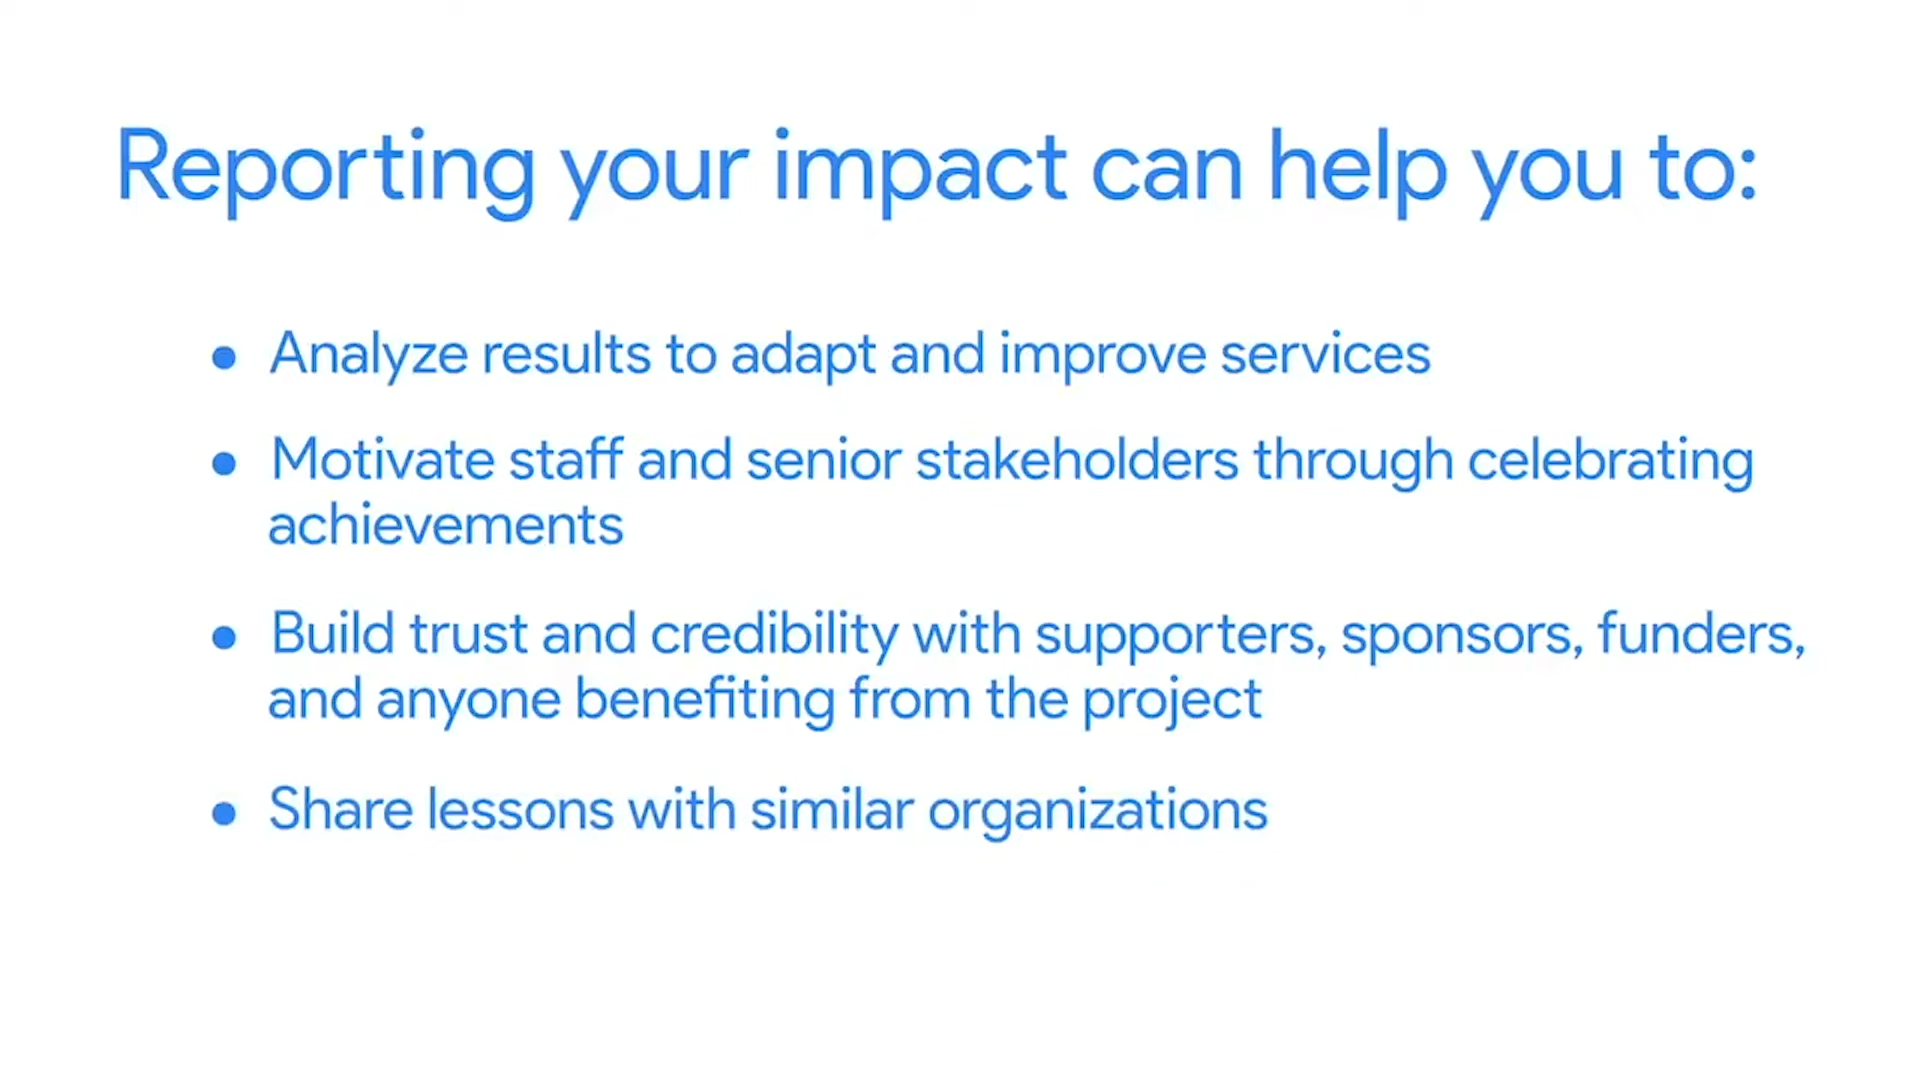 Reporting your impact can help you to:
● Analyze results to adapt and improve services
● Motivate staff and senior stakeholders through celebrating
achievements
● Build trust and credibility with supporters, sponsors, funders,
and anyone benefiting from the project
● Share lessons with similar organizations